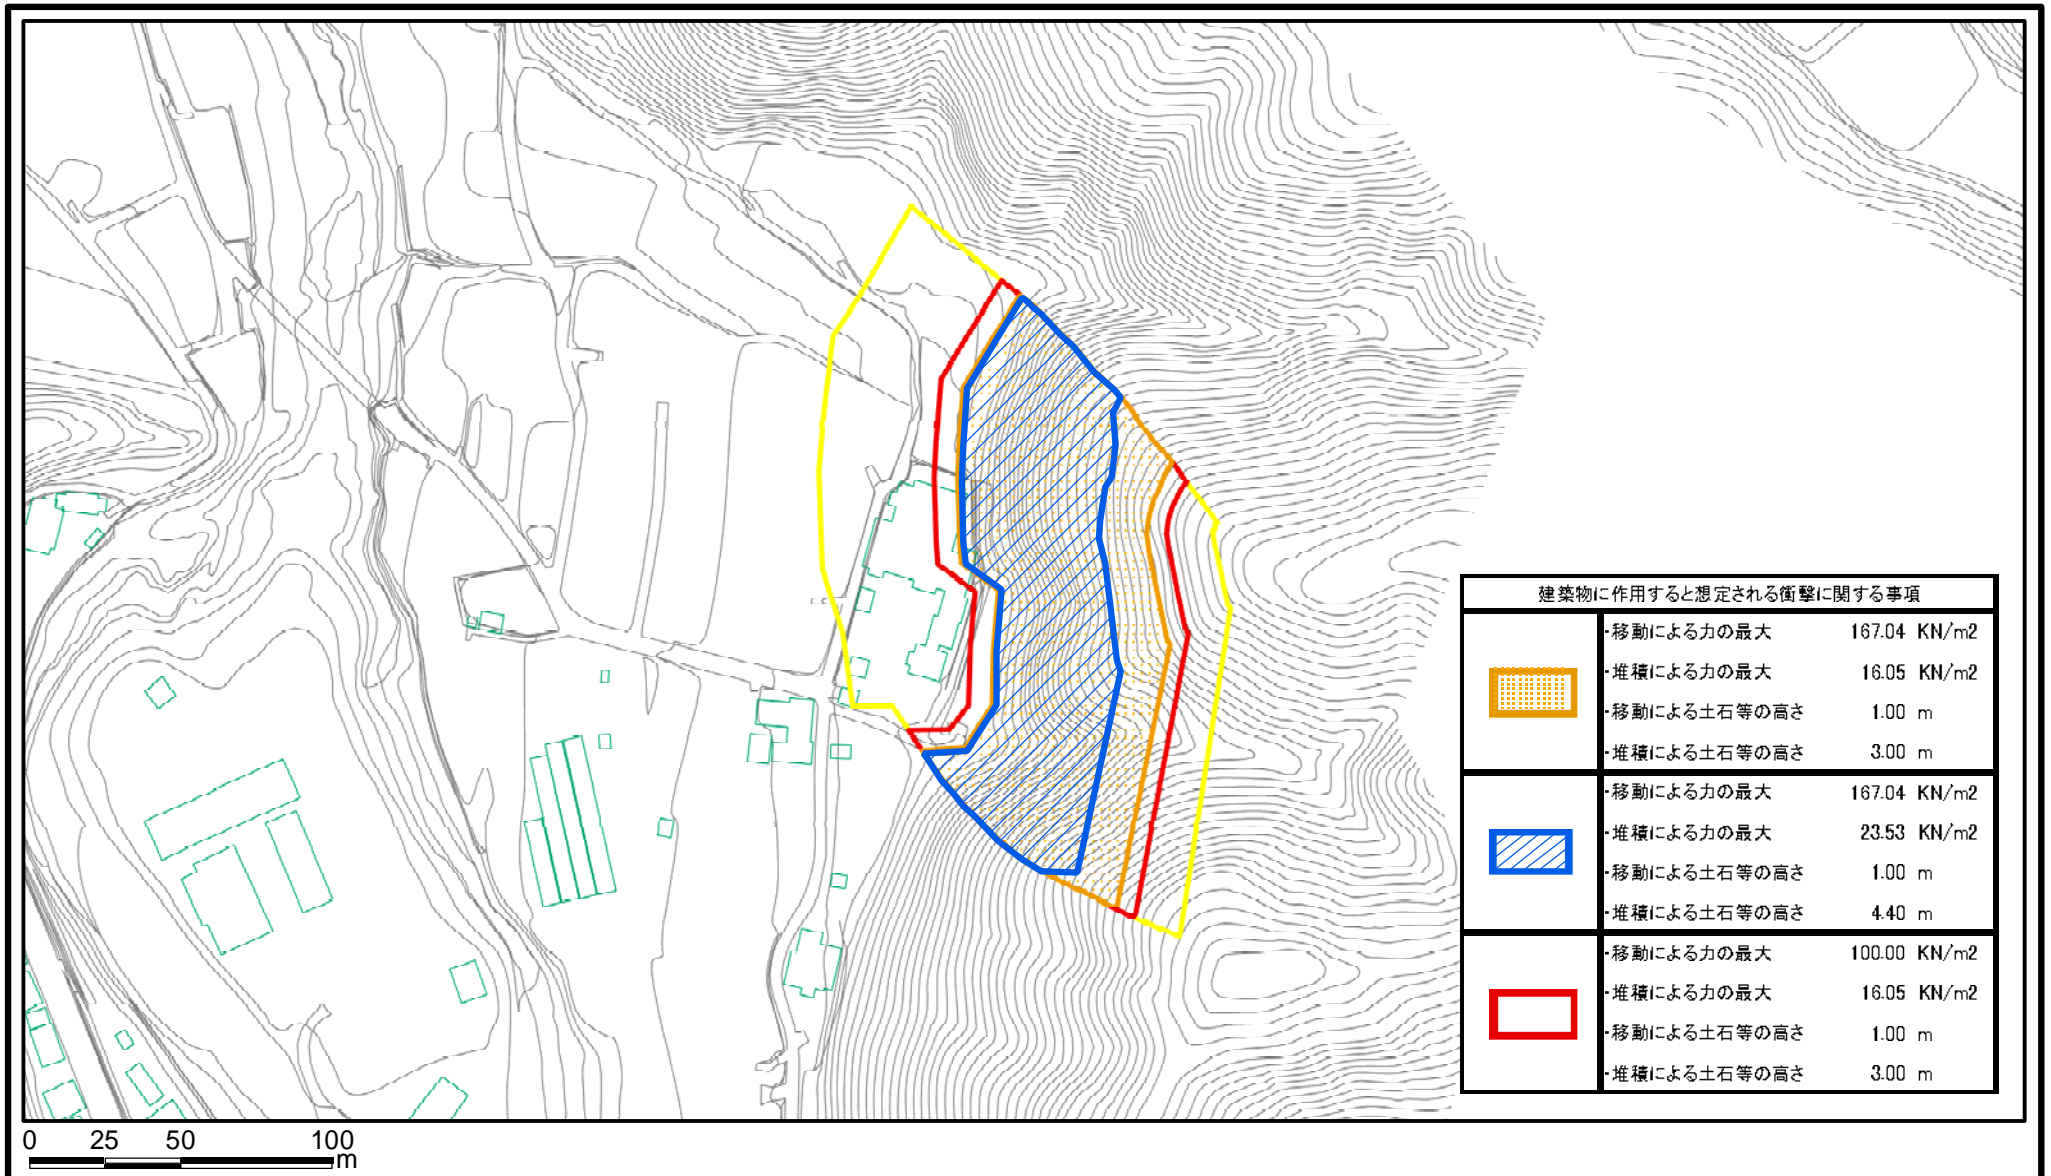 建築物に作用すると想定される衝撃に関する事項
・移動による力の最大 167.04 KN/m2
・堆積による力の最大 16.05 KN/m2
・移動による土石等の高さ 1.00 m
・堆積による土石等の高さ 3.00 m
・移動による力の最大 167.04 KN/m2
・堆積による力の最大 23.53 KN/m2
・移動による土石等の高さ 1.00 m
・堆積による土石等の高さ 4.40 m
・移動による力の最大 100.00 KN/m2
・堆積による力の最大 16.05 KN/m2
・移動による土石等の高さ 1.00 m
・堆積による土石等の高さ 3.00 m
0 25 50 100
m